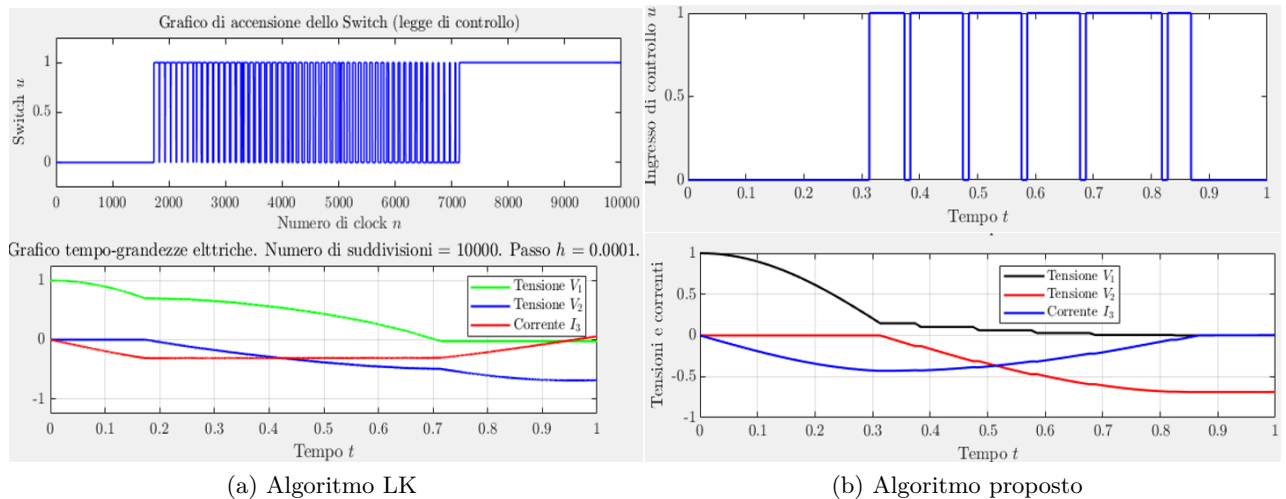 Grafico di accensione dello Switch (legge di controllo)
1
0.5
0
Switch u
0 1000 2000 3000 4000 5000 6000 7000 8000 9000 10000
Numero di clock n
Grafico tempo-grandezze elttriche. Numero di suddivisioni = 10000. Passo h = 0.0001.
1
0
-1
Tensione V1
Tensione V2
Corrente I3
0 0.1 0.2 0.3 0.4 0.5 0.6 0.7 0.8 0.9 1
Tempo t
(a) Algoritmo LK
1
0.5
0
Ingresso di controllo u
0 0.1 0.2 0.3 0.4 0.5 0.6 0.7 0.8 0.9 1
Tempo t
1
0.5
0
-0.5
-1
Tensioni e correnti
Tensione V1
Tensione V2
Corrente I3
0 0.1 0.2 0.3 0.4 0.5 0.6 0.7 0.8 0.9 1
Tempo t
(b) Algoritmo proposto